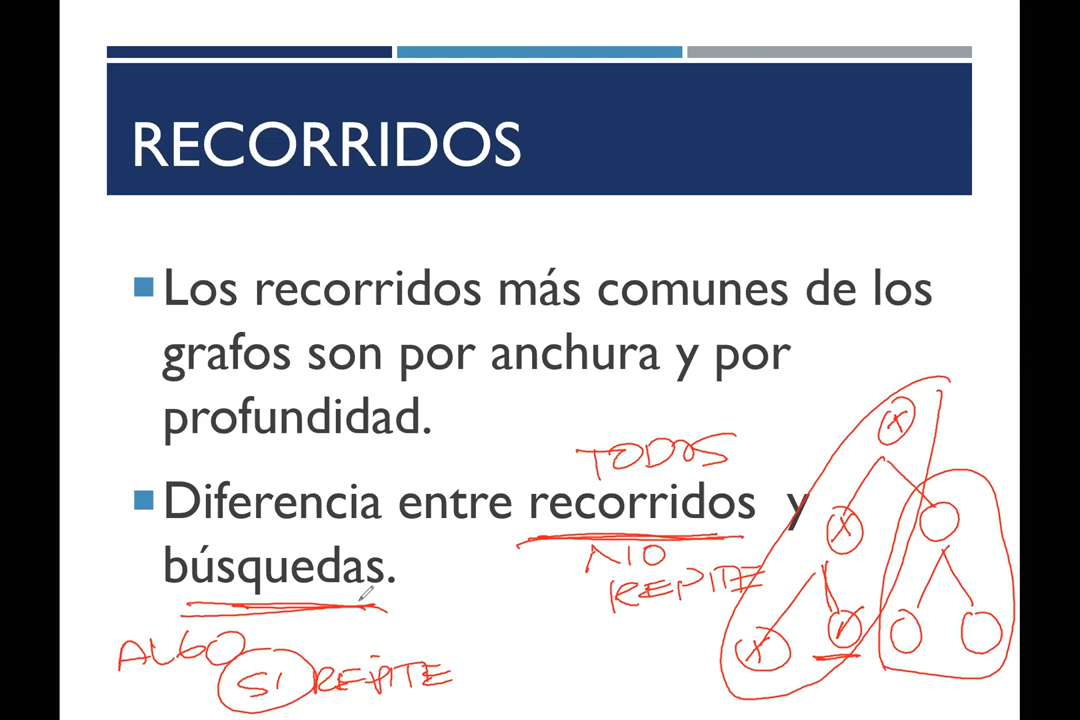 RECORRIDOS
Los recorridos más comunes de los
grafos son por anchura y por
profundidad.
TODOS
Diferencia entre recorridos y
búsquedas.
NO
REPITE
ALGO
SI REPITE
X
X
X